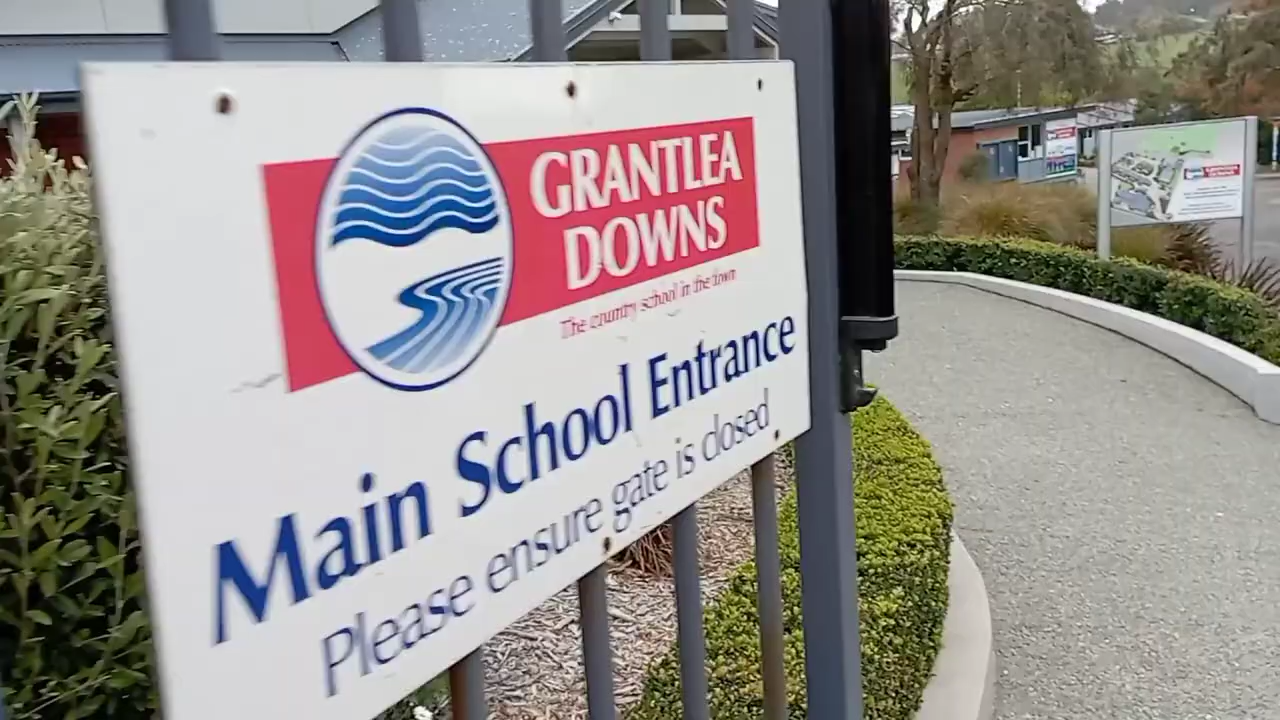 GRANTLEA
DOWNS
The country school in the town
Main School Entrance
Please ensure gate is closed